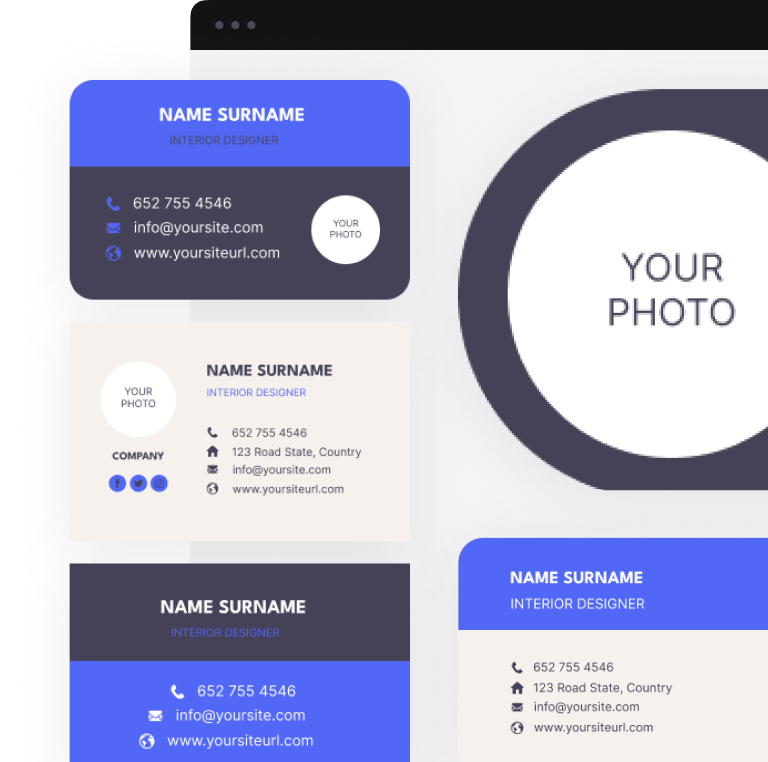 NAME SURNAME
INTERIOR DESIGNER
652 755 4546
info@yoursite.com
www.yoursiteurl.com
YOUR
PHOTO
YOUR
PHOTO
COMPANY
NAME SURNAME
INTERIOR DESIGNER
652 755 4546
123 Road State, Country
info@yoursite.com
www.yoursiteurl.com
NAME SURNAME
INTERIOR DESIGNER
652 755 4546
info@yoursite.com
www.yoursiteurl.com
YOUR
PHOTO
NAME SURNAME
INTERIOR DESIGNER
652 755 4546
123 Road State, Country
info@yoursite.com
www.yoursiteurl.com